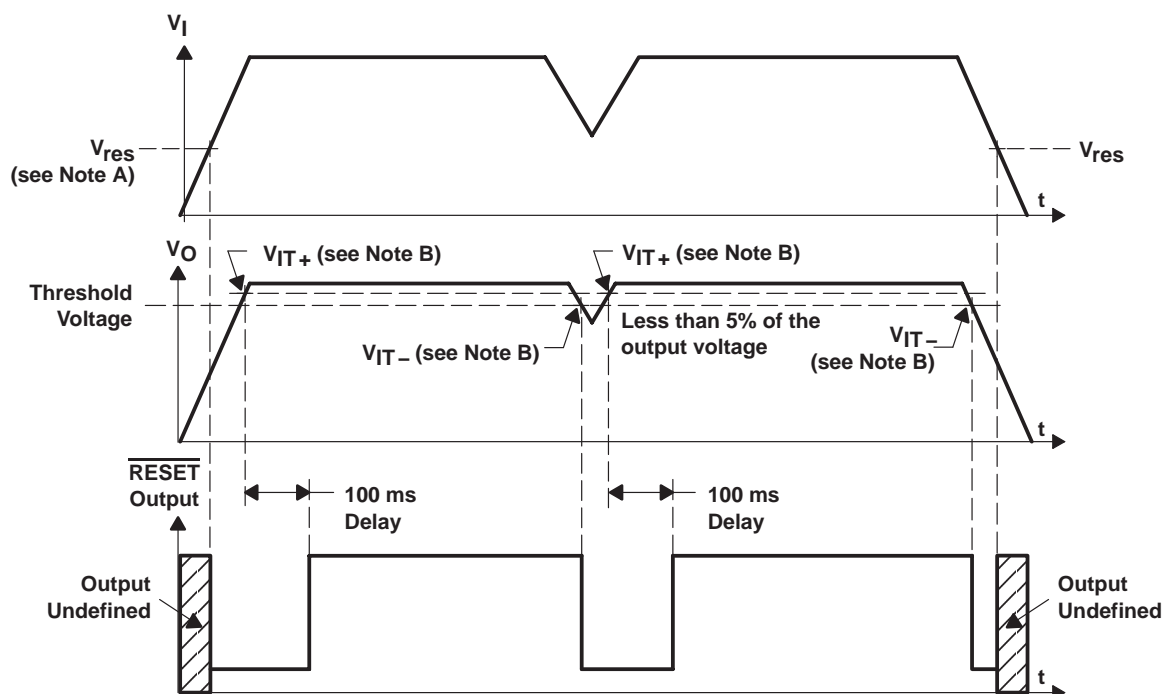 VI
Vres
(see Note A)
Vres
t
VO
VIT+ (see Note B)
VIT+ (see Note B)
Threshold
Voltage
Less than 5% of the
output voltage
VIT− (see Note B)
VIT−
(see Note B)
t
RESET
Output
100 ms
Delay
100 ms
Delay
Output
Undefined
Output
Undefined
t